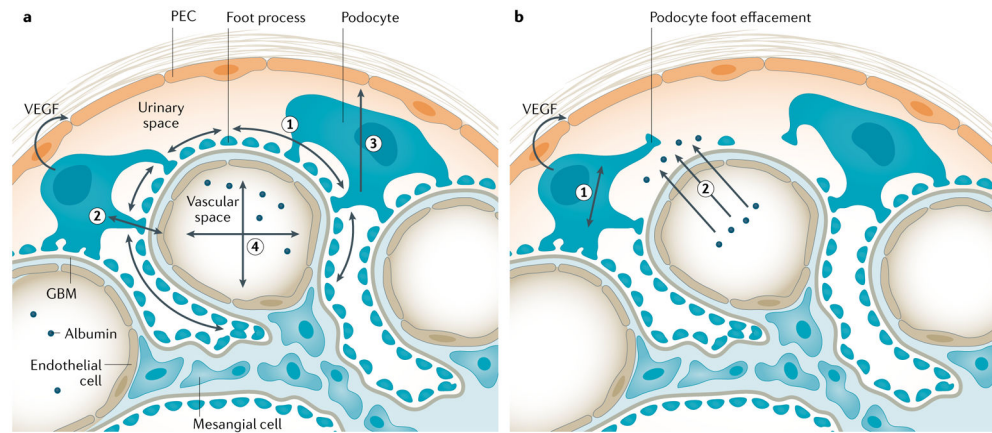 a
PEC
Foot process
Podocyte
VEGF
Urinary
space
1
3
2
Vascular
space
4
GBM
Albumin
Endothelial
cell
Mesangial cell
b
Podocyte foot effacement
VEGF
1
2